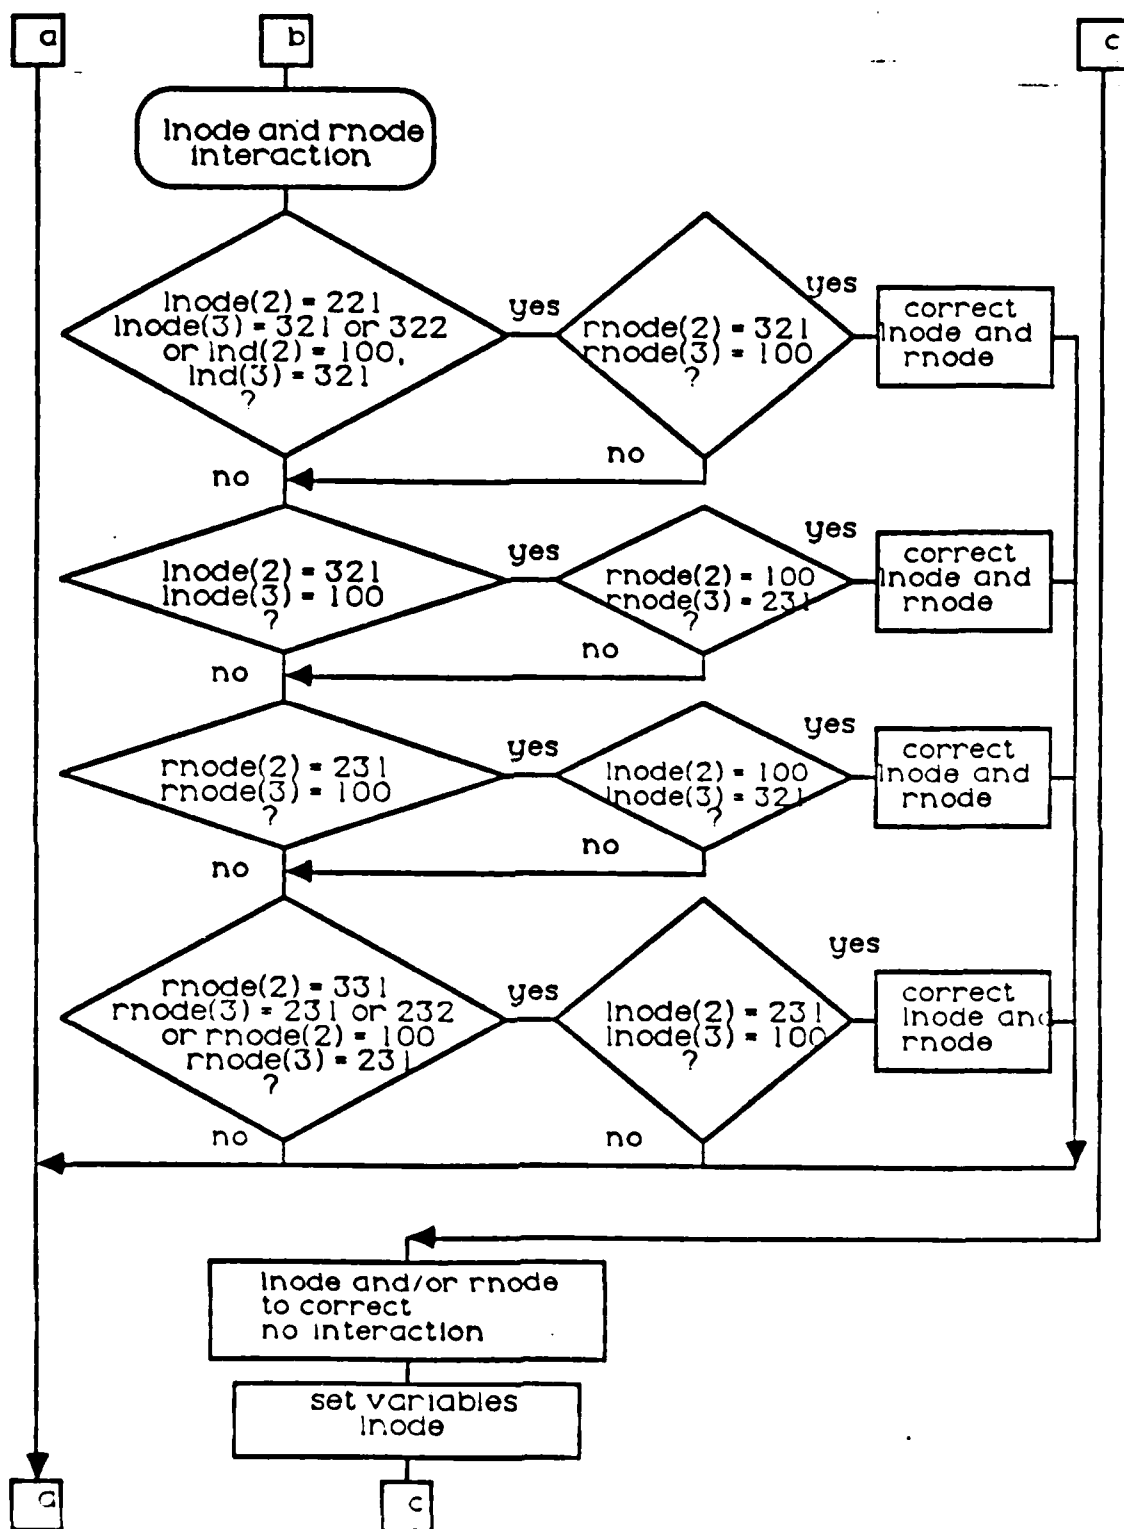 a
b
c
lnode and rnode
interaction
lnode(2) = 221
lnode(3) = 321 or 322
or lnd(2) = 100,
lnd(3) = 321
?
yes
rnode(2) = 321
rnode(3) = 100
?
yes
correct
lnode and
rnode
no
no
lnode(2) = 321
lnode(3) = 100
?
yes
rnode(2) = 100
rnode(3) = 231
?
yes
correct
lnode and
rnode
no
no
rnode(2) = 231
rnode(3) = 100
?
yes
lnode(2) = 100
lnode(3) = 321
?
yes
correct
lnode and
rnode
no
no
rnode(2) = 331
rnode(3) = 231 or 232
or rnode(2) = 100
rnode(3) = 231
?
yes
lnode(2) = 231
lnode(3) = 100
?
yes
correct
lnode and
rnode
no
no
lnode and/or rnode
to correct
no interaction
set variables
lnode
a
c